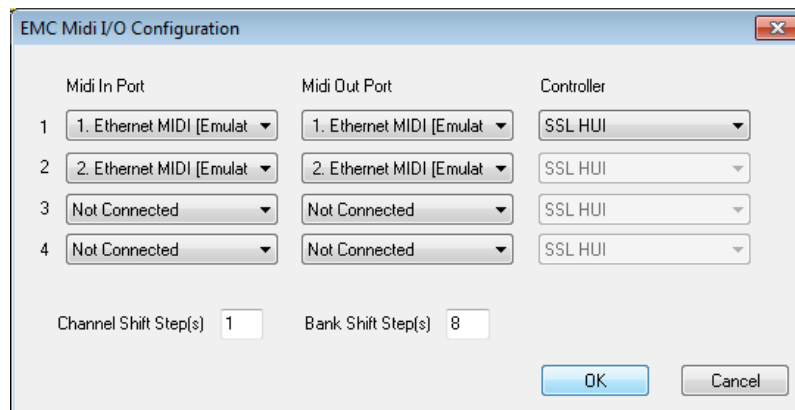 EMC Midi I/O Configuration
Midi In Port Midi Out Port Controller
1 1. Ethernet MIDI [Emulat 1. Ethernet MIDI [Emulat SSL HUI
2 2. Ethernet MIDI [Emulat 2. Ethernet MIDI [Emulat SSL HUI
3 Not Connected Not Connected SSL HUI
4 Not Connected Not Connected SSL HUI
Channel Shift Step(s) 1 Bank Shift Step(s) 8
OK Cancel